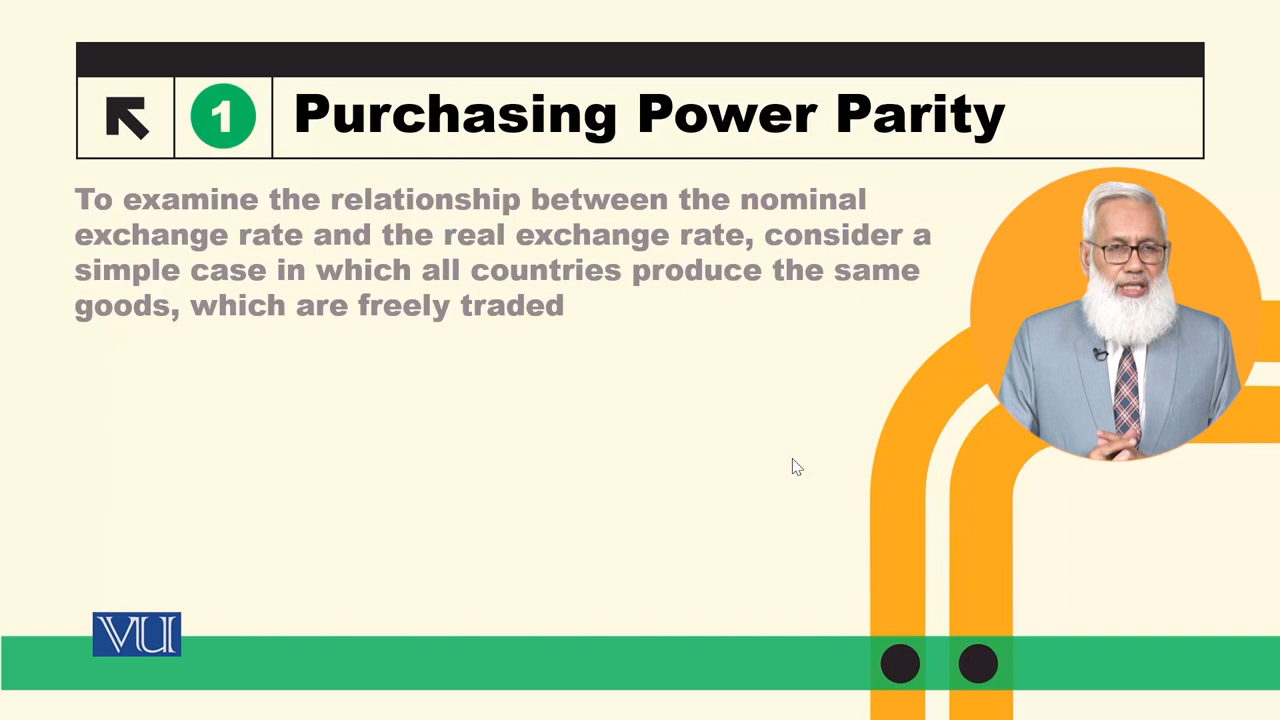 1 Purchasing Power Parity
To examine the relationship between the nominal
exchange rate and the real exchange rate, consider a
simple case in which all countries produce the same
goods, which are freely traded
VU